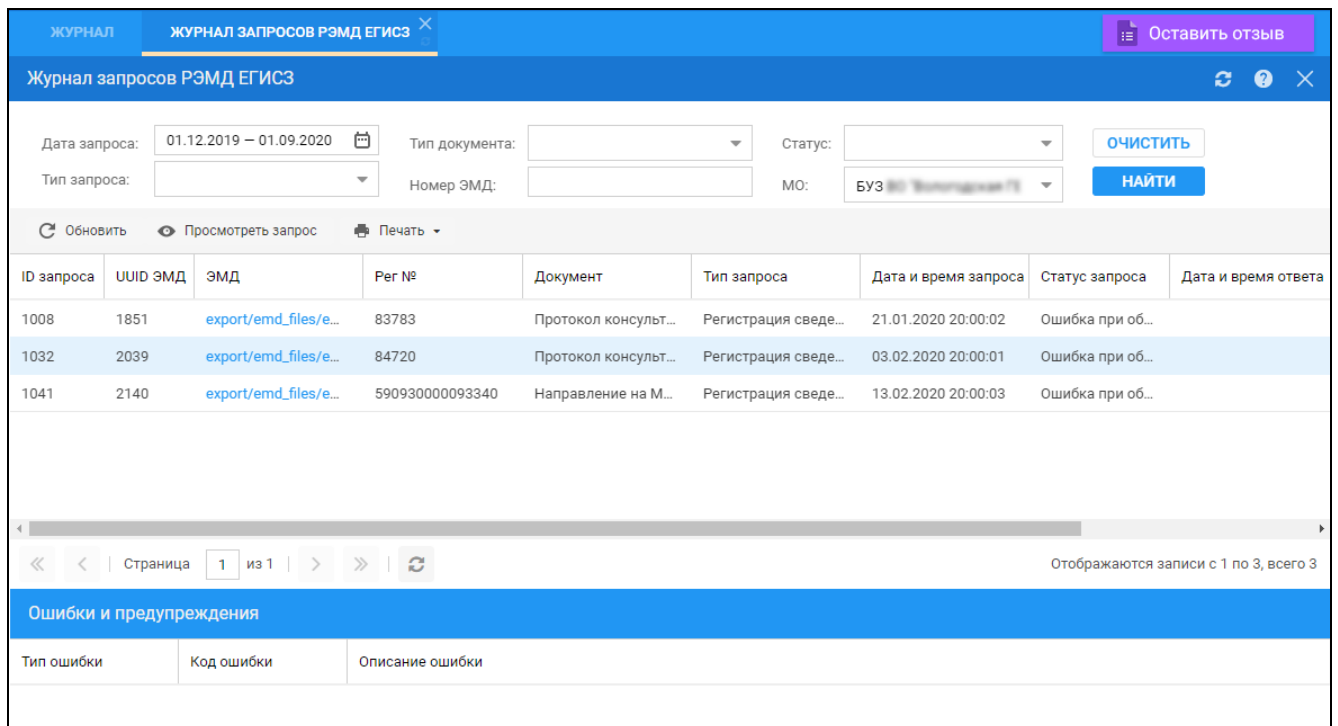 ЖУРНАЛ ЖУРНАЛ ЗАПРОСОВ РЭМД ЕГИСЗ Оставить отзыв
Журнал запросов РЭМД ЕГИСЗ
Дата запроса: 01.12.2019 — 01.09.2020 Тип документа: Статус: ОЧИСТИТЬ
Тип запроса: Номер ЭМД: МО: БУЗ НАЙТИ
Обновить Просмотреть запрос Печать
ID запроса UUID ЭМД ЭМД Рег № Документ Тип запроса Дата и время запроса Статус запроса Дата и время ответа
1008 1851 export/emd_files/e... 83783 Протокол консульт... Регистрация сведе... 21.01.2020 20:00:02 Ошибка при об...
1032 2039 export/emd_files/e... 84720 Протокол консульт... Регистрация сведе... 03.02.2020 20:00:01 Ошибка при об...
1041 2140 export/emd_files/e... 590930000093340 Направление на М... Регистрация сведе... 13.02.2020 20:00:03 Ошибка при об...
Страница 1 из 1 Отображаются записи с 1 по 3, всего 3
Ошибки и предупреждения
Тип ошибки Код ошибки Описание ошибки